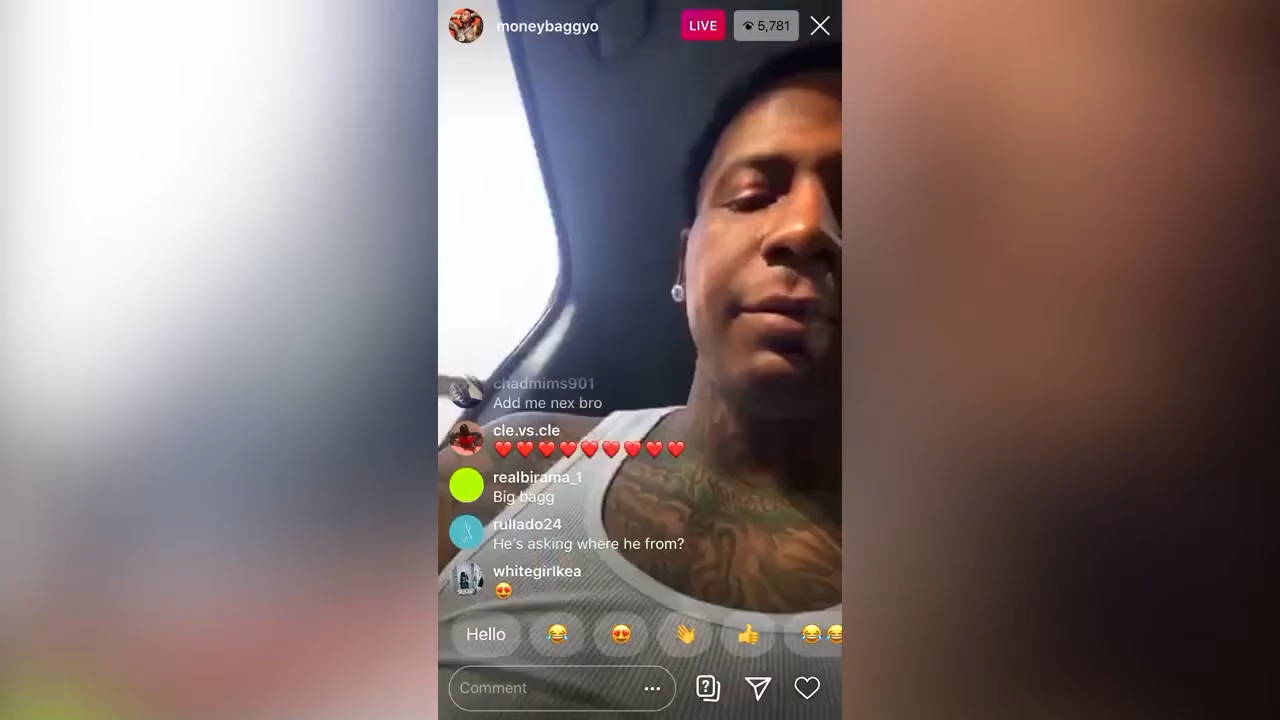 moneybaggyo
LIVE
5,781
chadmims901
Add me nex bro
cle.vs.cle
❤️❤️❤️❤️❤️❤️❤️❤️❤️
realbirama_1
Big bagg
rullado24
He's asking where he from?
whitegirlkea
😍
Hello 😂 😍 👋 👍 😂😂
Comment